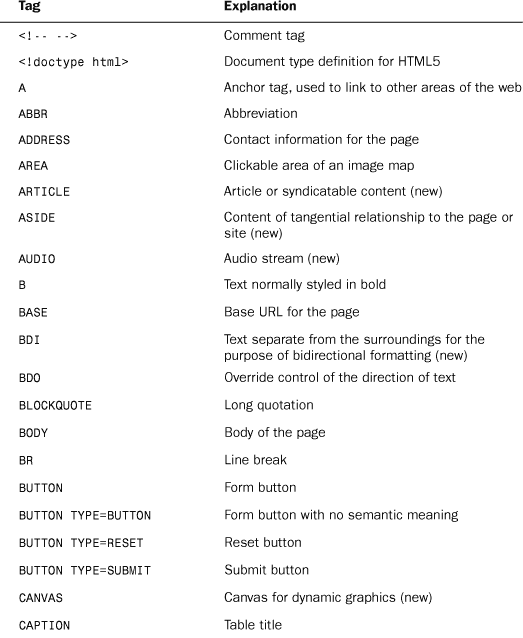 Tag Explanation
<!-- --> Comment tag
<!doctype html> Document type definition for HTML5
A Anchor tag, used to link to other areas of the web
ABBR Abbreviation
ADDRESS Contact information for the page
AREA Clickable area of an image map
ARTICLE Article or syndicatable content (new)
ASIDE Content of tangential relationship to the page or
site (new)
AUDIO Audio stream (new)
B Text normally styled in bold
BASE Base URL for the page
BDI Text separate from the surroundings for the
purpose of bidirectional formatting (new)
BDO Override control of the direction of text
BLOCKQUOTE Long quotation
BODY Body of the page
BR Line break
BUTTON Form button
BUTTON TYPE=BUTTON Form button with no semantic meaning
BUTTON TYPE=RESET Reset button
BUTTON TYPE=SUBMIT Submit button
CANVAS Canvas for dynamic graphics (new)
CAPTION Table title